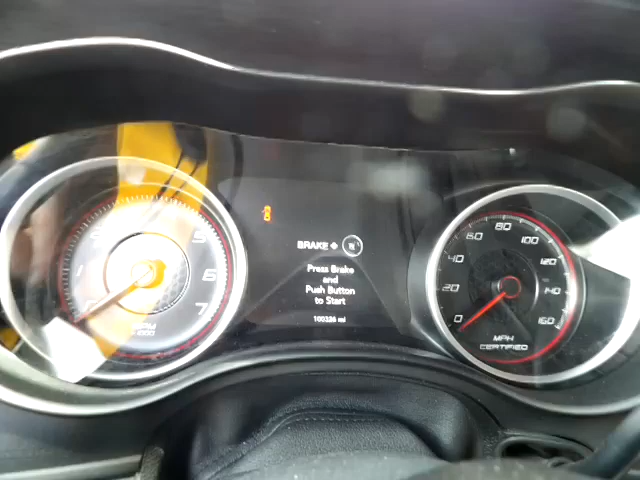 BRAKE +
Press Brake
and
Push Button
to Start
100326 mi
1
5
6
7
0
20
40
60
80
100
120
140
160
MPH
CERTIFIED